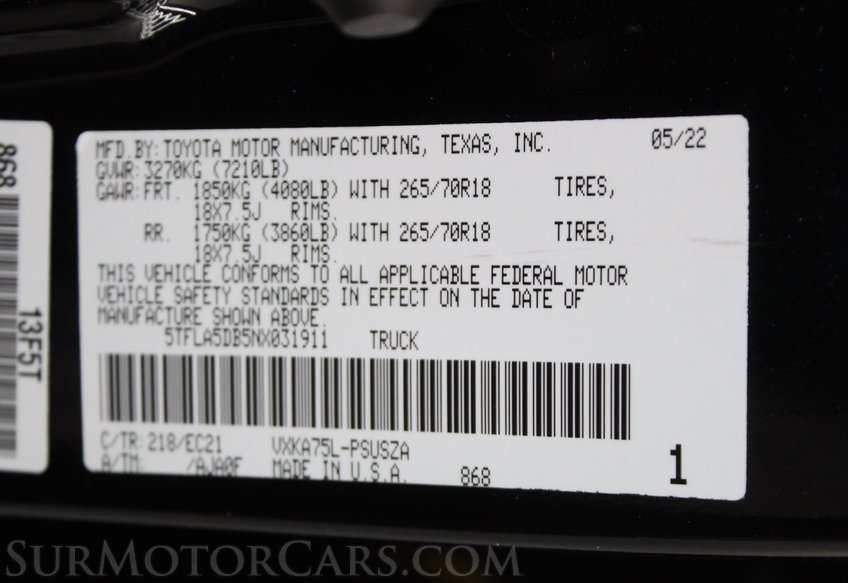 MFD.BY: TOYOTA MOTOR MANUFACTURING, TEXAS, INC. 05/22
GVWR: 3270KG (7210LB)
GAWR: FRT. 1850KG (4080LB) WITH 265/70R18 TIRES,
18X7.5J RIMS.
RR. 1750KG (3860LB) WITH 265/70R18 TIRES,
18X7.5J RIMS.
THIS VEHICLE CONFORMS TO ALL APPLICABLE FEDERAL MOTOR
VEHICLE SAFETY STANDARDS IN EFFECT ON THE DATE OF
MANUFACTURE SHOWN ABOVE.
5TFLA5DB5NX031911 TRUCK
C/TR: 218/EC21 VXKA75L-PSUSZA
A/TM: /AJA0F MADE IN U.S.A. 868 1
868
13F5T
SurMotorCars.com